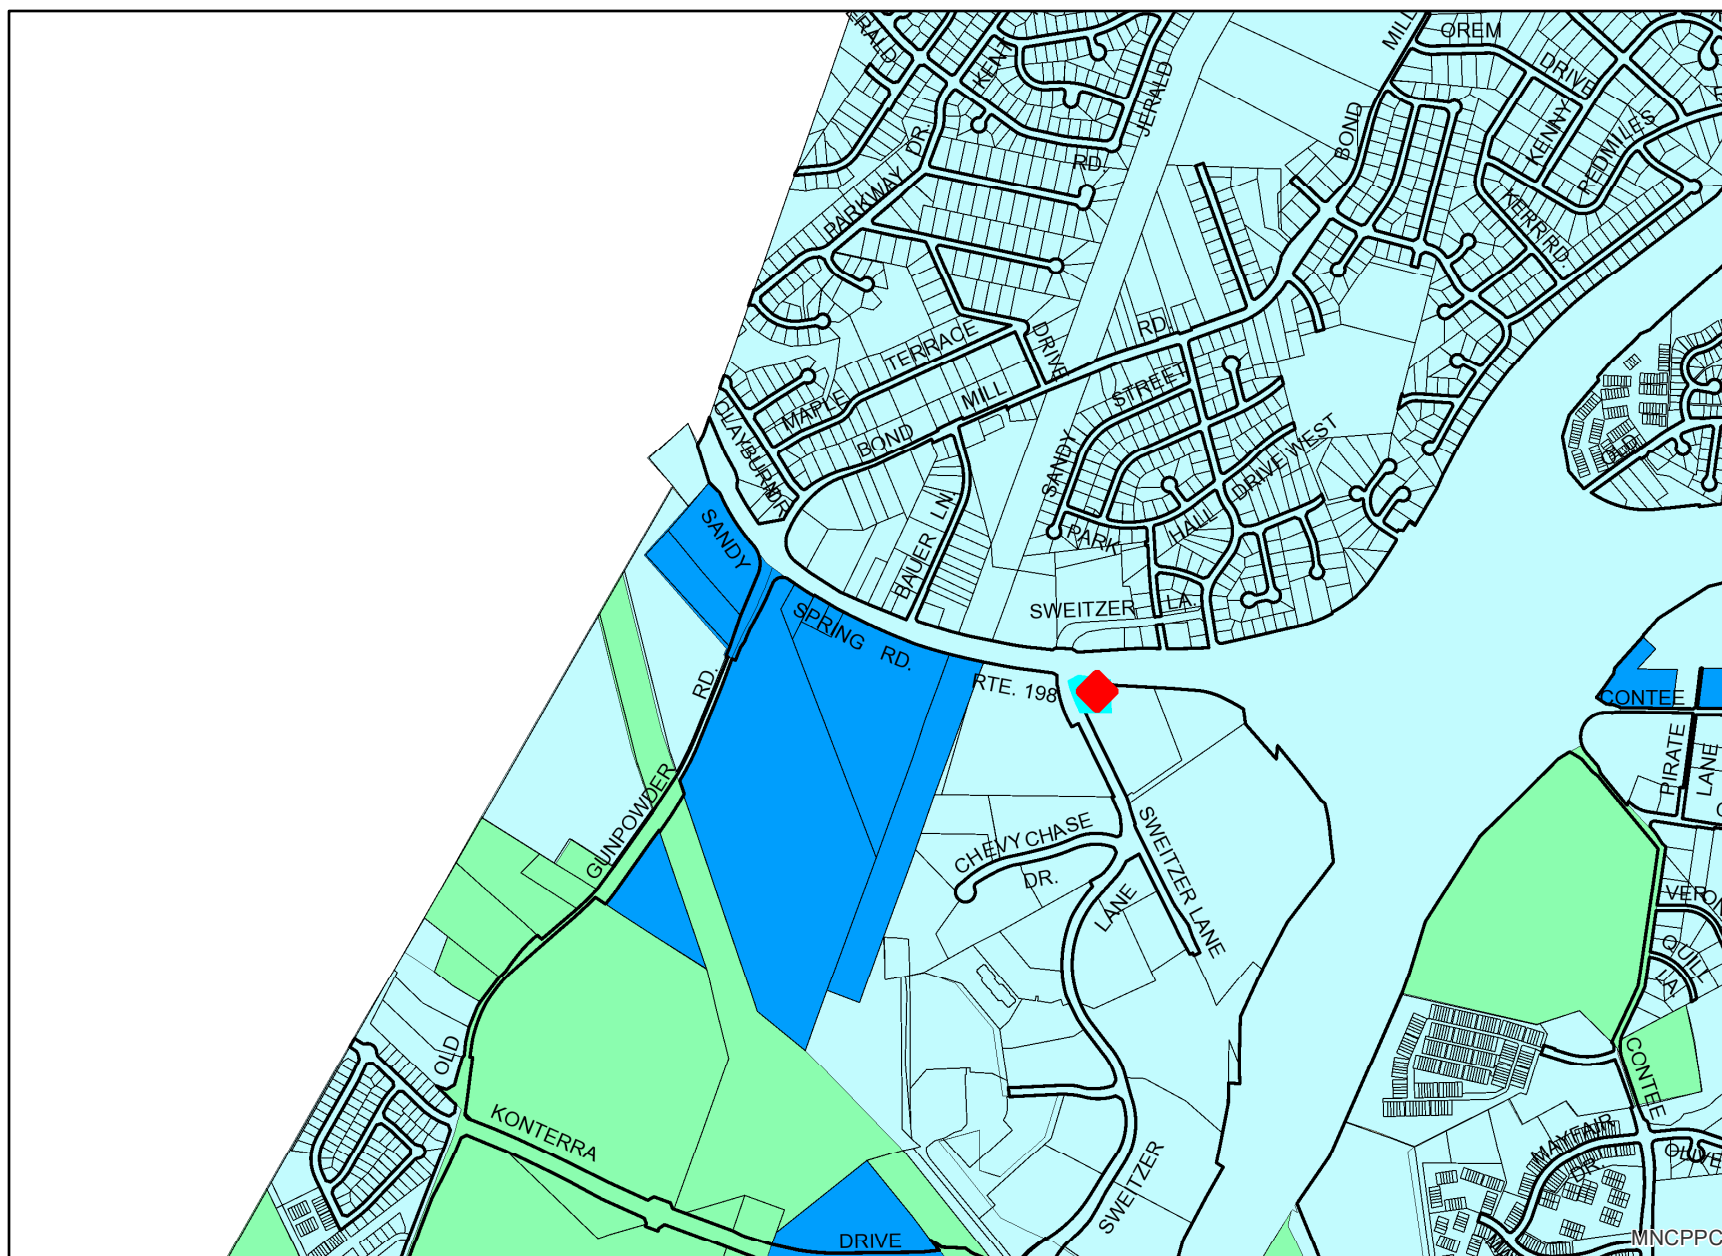 ERALD
KENT
JERALD
RD.
PARKWAY DR.
MILL
BOND
OREM
DRIVE
KENNY
REDMILES
KERR RD.
TERRACE
DRIVE
RD.
MAPLE
MILL
BOND
STREET
CLAYBURN DR.
SANDY
DRIVE WEST
HALL
PARK
BAUER LN.
OLD
SANDY
SPRING RD.
SWEITZER LA.
RTE. 198
RD.
GUNPOWDER
OLD
CONTEE
PIRATE
LANE
CHEVY CHASE
DR.
LANE
SWEITZER LANE
QUILL
LA.
CONTEE
KONTERRA
DRIVE
SWEITZER
MAYFAIR
DR.
MNCPPC